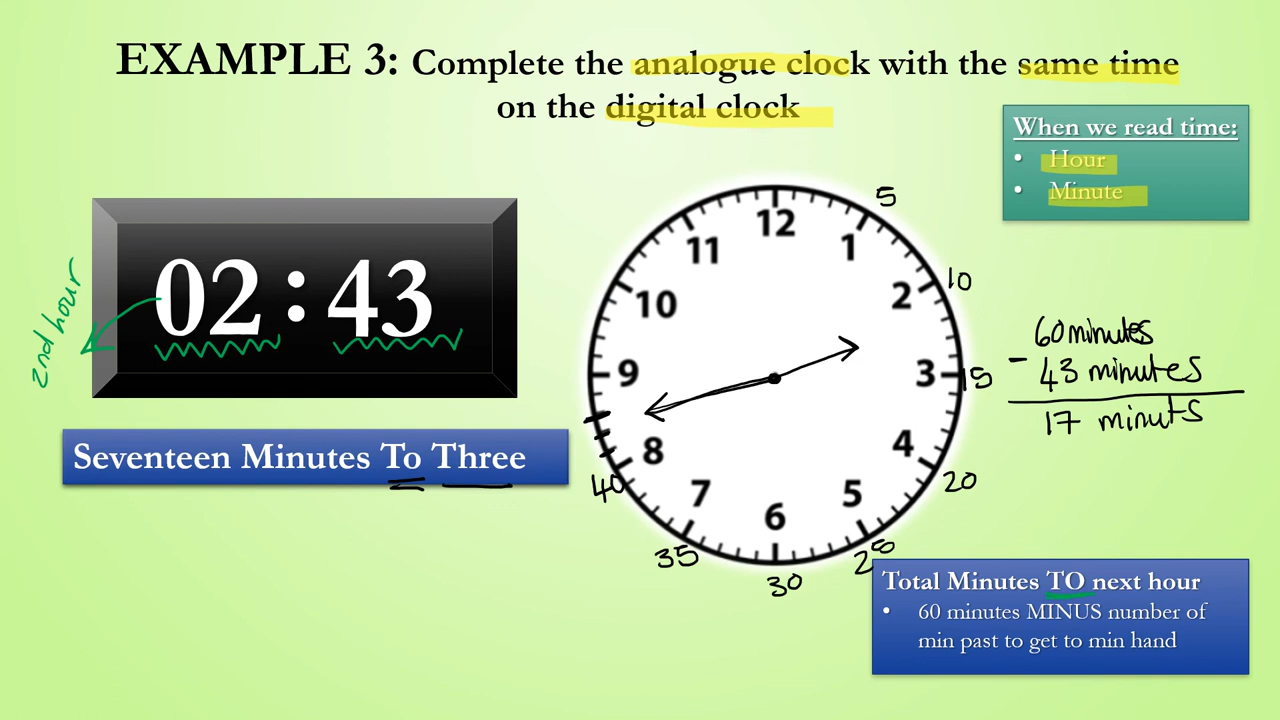 EXAMPLE 3: Complete the analogue clock with the same time
on the digital clock
When we read time:
• Hour
• Minute
02:43
2nd hour
Seventeen Minutes To Three
12
1
2
3
4
5
6
7
8
9
10
11
5
10
15
20
25
30
35
40
60 minutes
- 43 minutes
17 minuts
Total Minutes TO next hour
• 60 minutes MINUS number of
min past to get to min hand